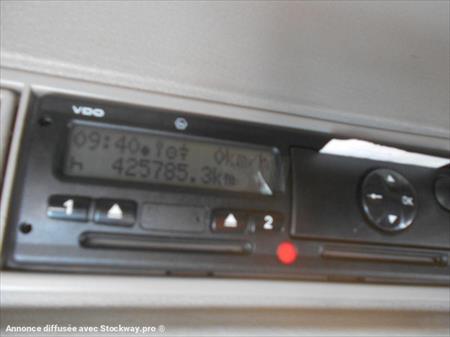 VDO
09:40 0km/h
h 425785.3km
1 2
OK
Annonce diffusée avec Stockway.pro ®